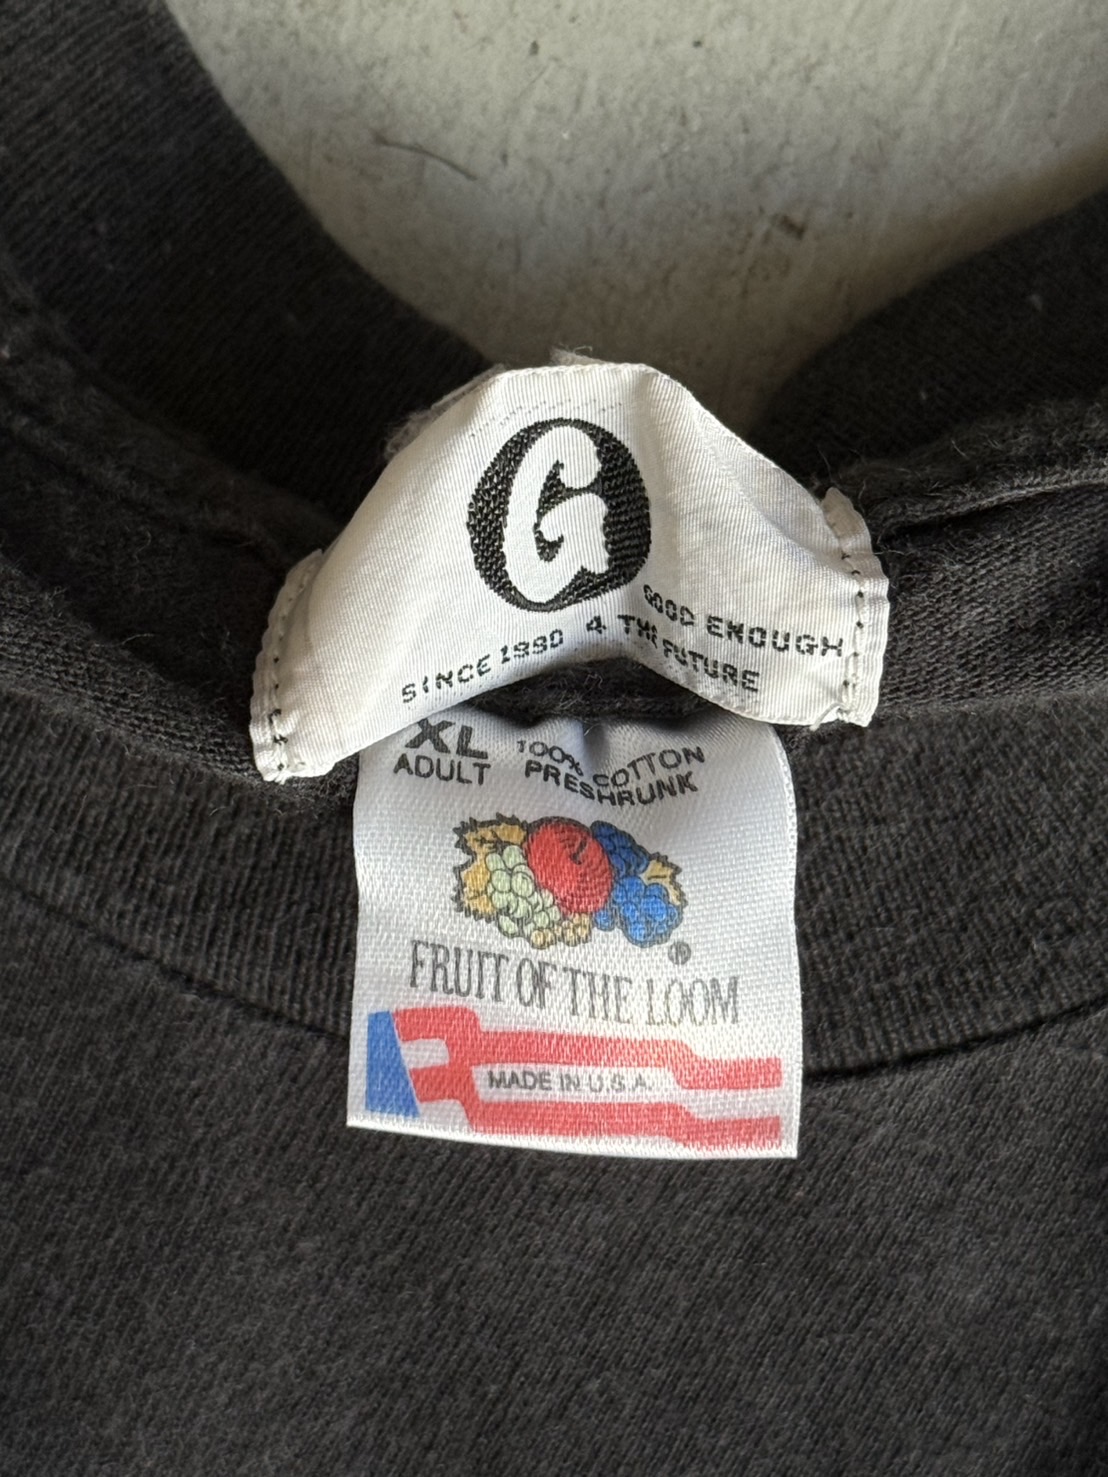 G
GOOD ENOUGH
SINCE 1990 4 THE FUTURE
XL
ADULT
100% COTTON
PRESHRUNK
®
FRUIT OF THE LOOM
MADE IN U.S.A.